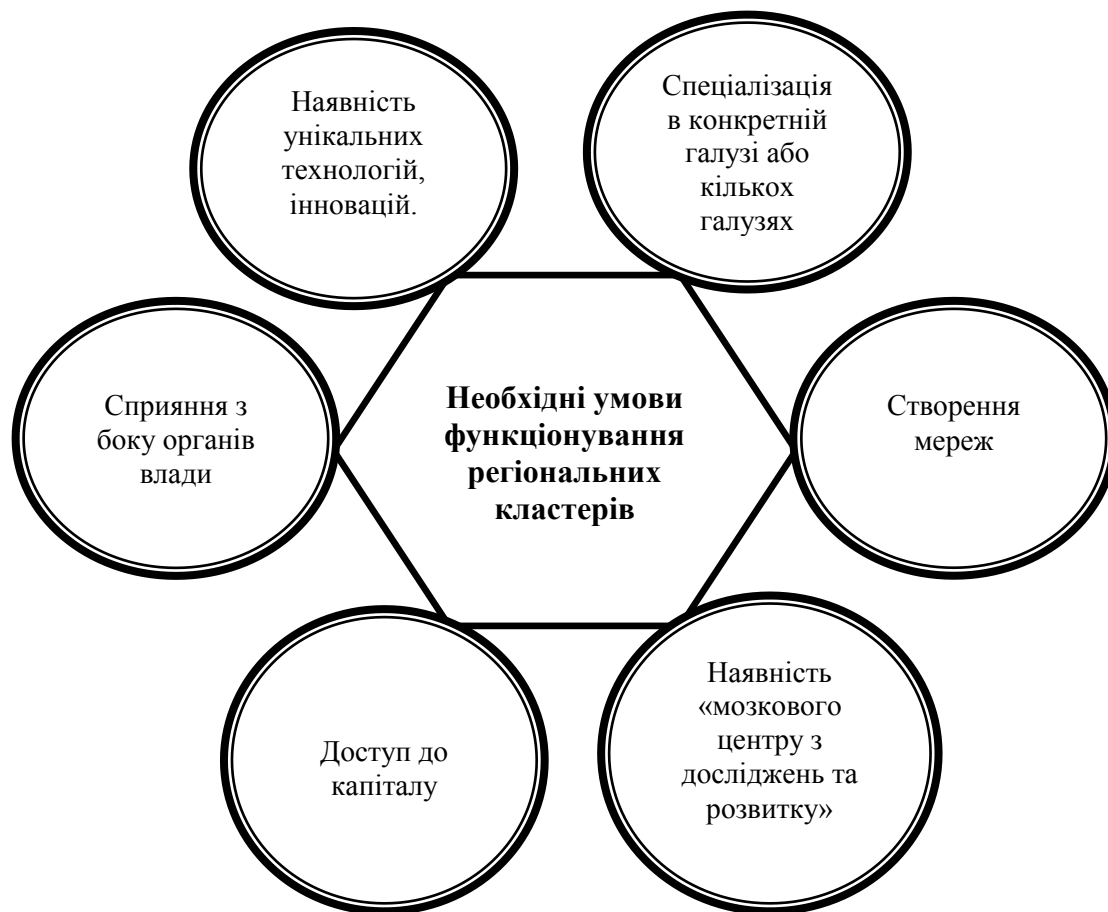 Наявність
унікальних
технологій,
інновацій.
Спеціалізація
в конкретній
галузі або
кількох
галузях
Сприяння з
боку органів
влади
Необхідні умови
функціонування
регіональних
кластерів
Створення
мереж
Доступ до
капіталу
Наявність
«мозкового
центру з
досліджень та
розвитку»